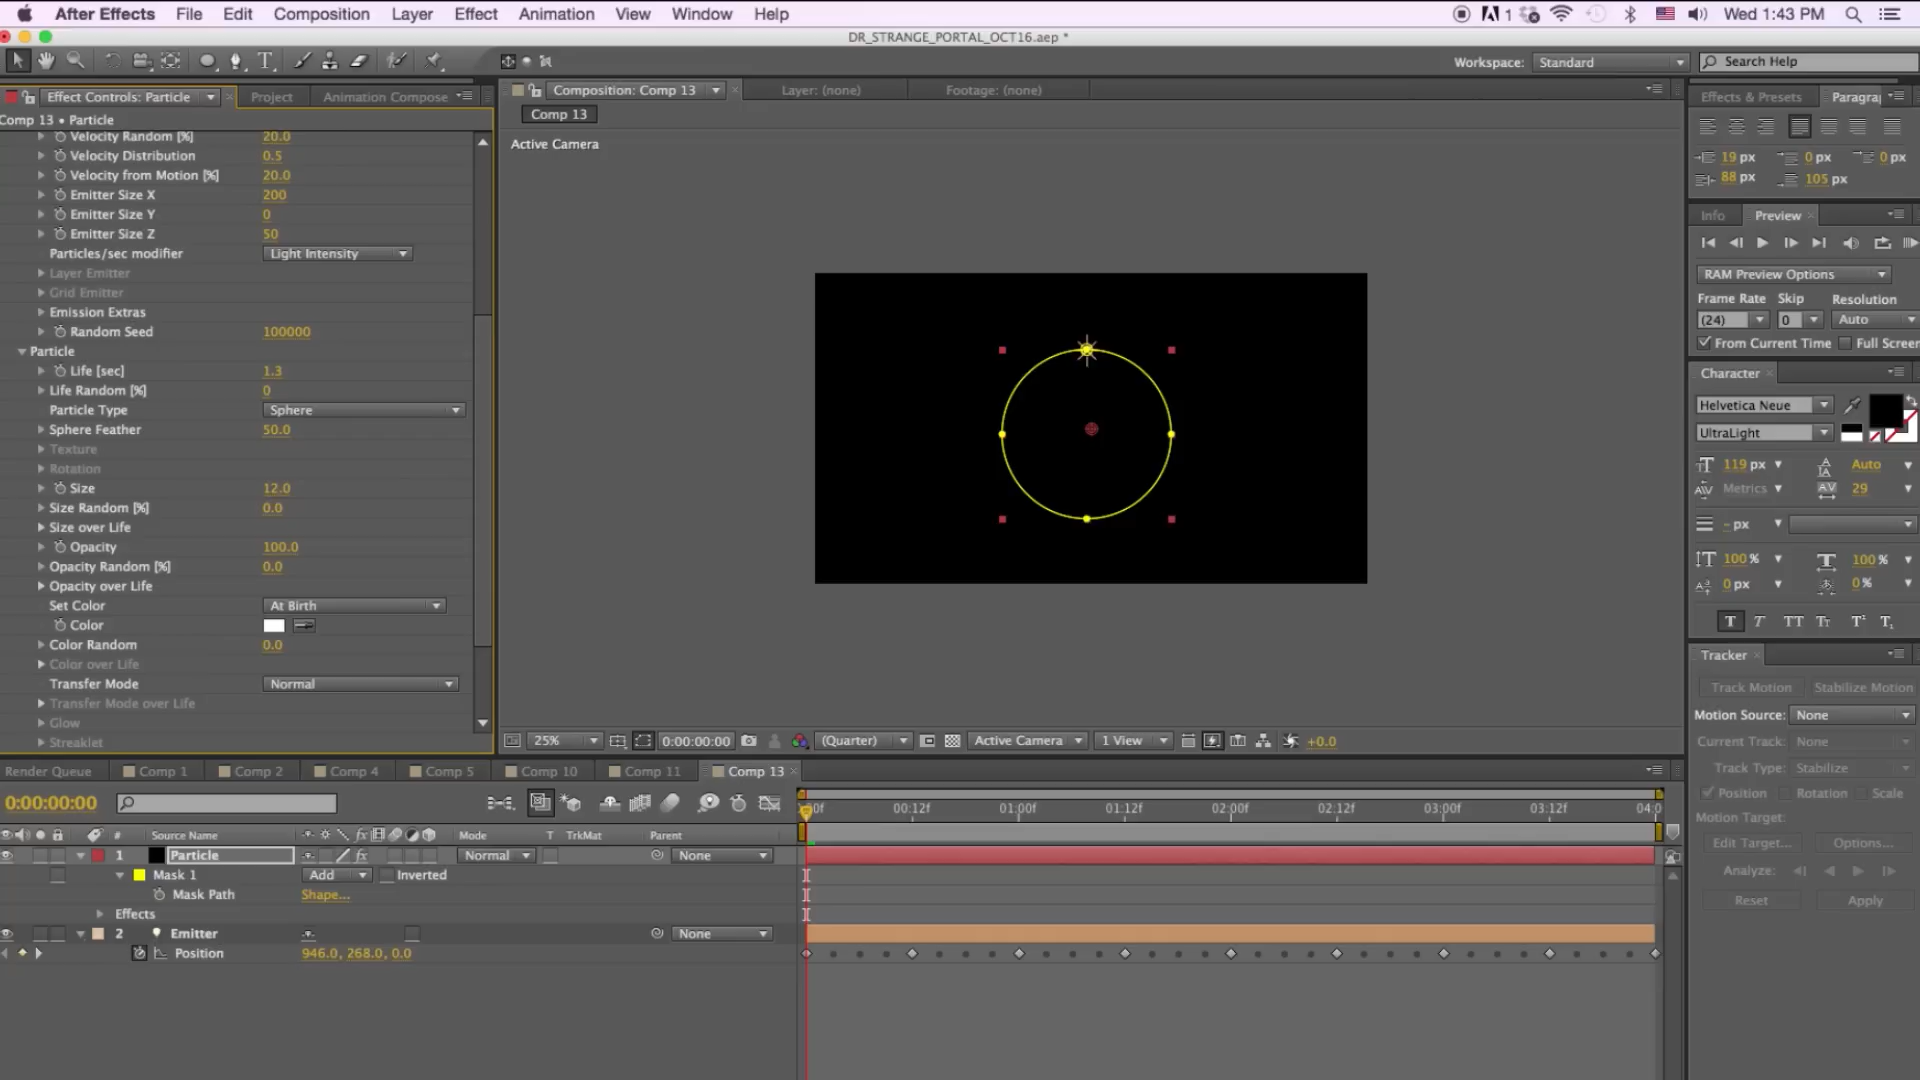 After Effects File Edit Composition Layer Effect Animation View Window Help 1 Wed 1:43 PM
DR_STRANGE_PORTAL_OCT16.aep *
Workspace: Standard Search Help
Effect Controls: Particle Project Animation Compose
Composition: Comp 13 Layer: (none) Footage: (none)
Effects & Presets Paragra
Comp 13 • Particle
Comp 13
Active Camera
Velocity Random [%] 20.0
Velocity Distribution 0.5
Velocity from Motion [%] 20.0
Emitter Size X 200
Emitter Size Y 0
Emitter Size Z 50
Particles/sec modifier Light Intensity
Layer Emitter
Grid Emitter
Emission Extras
Random Seed 100000
Particle
Life [sec] 1.3
Life Random [%] 0
Particle Type Sphere
Sphere Feather 50.0
Texture
Rotation
Size 12.0
Size Random [%] 0.0
Size over Life
Opacity 100.0
Opacity Random [%] 0.0
Opacity over Life
Set Color At Birth
Color
Color Random 0.0
Color over Life
Transfer Mode Normal
Transfer Mode over Life
Glow
Streaklet
25% 0:00:00:00 (Quarter) Active Camera 1 View +0.0
19 px 0 px 0 px
88 px 105 px
Info Preview
RAM Preview Options
Frame Rate Skip Resolution
(24) 0 Auto
From Current Time Full Screen
Character
Helvetica Neue
UltraLight
119 px Auto
Metrics 29
- px
100 % 100 %
0 px 0 %
T T TT Tt T¹ T₁
Tracker
Track Motion Stabilize Motion
Motion Source: None
Current Track: None
Track Type: Stabilize
Position Rotation Scale
Motion Target:
Edit Target... Options...
Analyze:
Reset Apply
Render Queue Comp 1 Comp 2 Comp 4 Comp 5 Comp 10 Comp 11 Comp 13
0:00:00:00
00f 00:12f 01:00f 01:12f 02:00f 02:12f 03:00f 03:12f 04:0
# Source Name Mode T TrkMat Parent
1 Particle Normal None
Mask 1 Add Inverted
Mask Path Shape...
Effects
2 Emitter None
Position 946.0, 268.0, 0.0